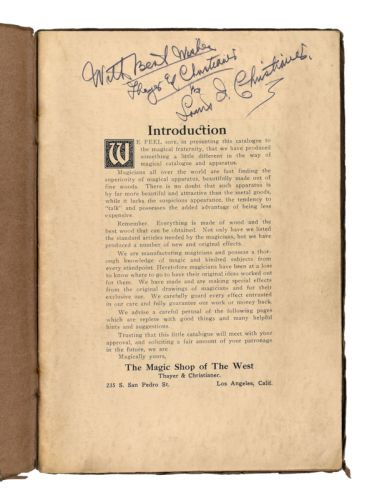 With Best Wishes
Thayer & Christianer
by
Louis F. Christianer.
Introduction
WE FEEL sure, in presenting this catalogue to
the magical fraternity, that we have produced
something a little different in the way of
magical catalogue and apparatus.
Magicians all over the world are fast finding the
superiority of magical apparatus, beautifully made out of
fine woods. There is no doubt that such apparatus is
by far more beautiful and attractive than the metal goods,
while it lacks the suspicious appearance, the tendency to
"talk" and possesses the added advantage of being less
expensive.
Remember. Everything is made of wood and the
best wood that can be obtained. Not only have we listed
the standard articles needed by the magicians, but we have
produced a number of new and original effects.
We are manufacturing magicians and possess a thor-
ough knowledge of magic and kindred subjects from
every standpoint. Heretofore magicians have been at a loss
to know where to go to have their original ideas worked out
for them. We have made and are making special effects
from the original drawings of magicians and for their
exclusive use. We carefully guard every effect entrusted
in our care and fully guarantee our work or money back.
We advise a careful perusal of the following pages
which are replete with good things and many helpful
hints and suggestions.
Trusting that this little catalogue will meet with your
approval, and soliciting a fair amount of your patronage
in the future, we are
Magically yours,
The Magic Shop of The West
Thayer & Christianer.
235 S. San Pedro St. Los Angeles, Calif.